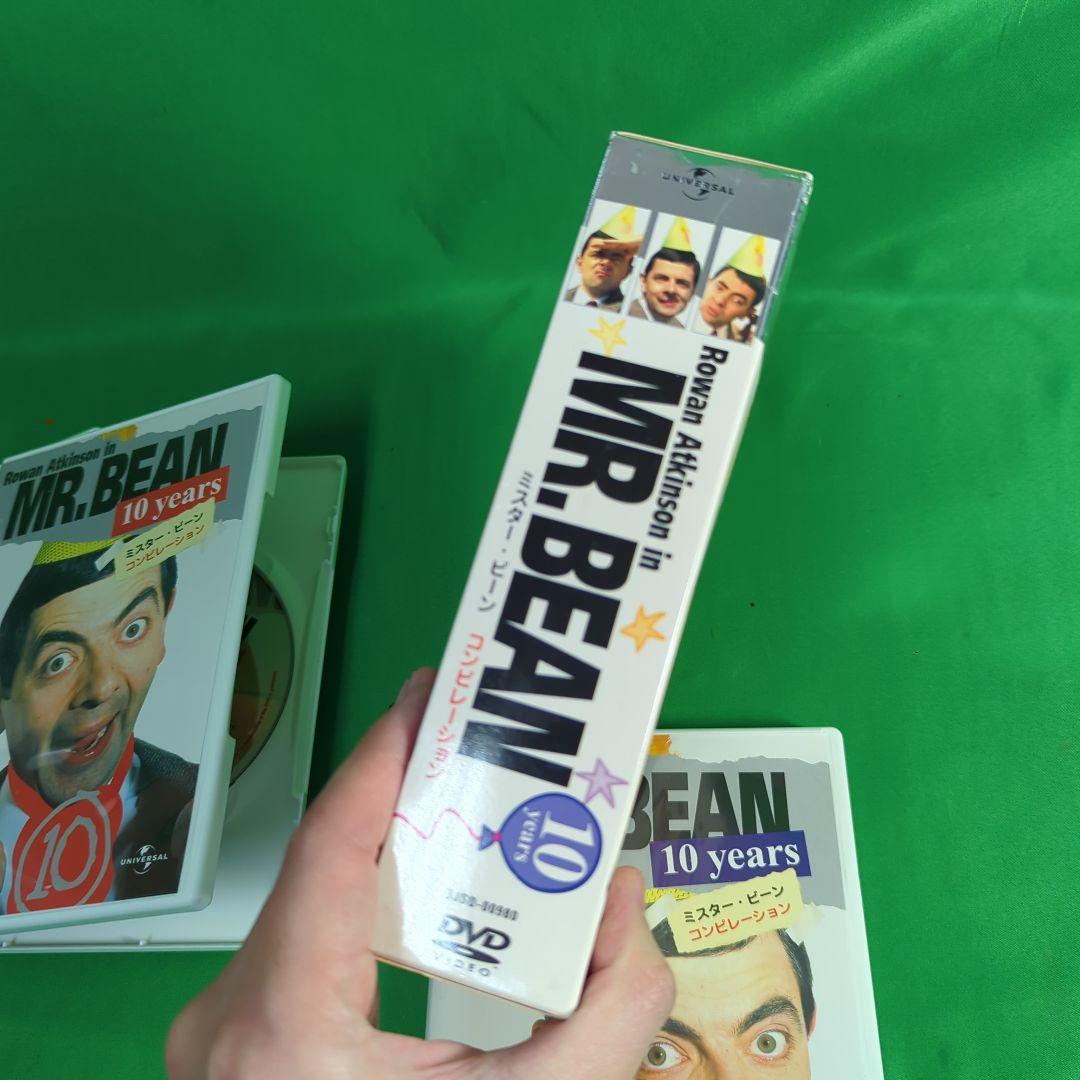 UNIVERSAL
Rowan Atkinson in
MR.BEAN
ミスター・ビーン コンピレーション
10
years
DVD
VIDEO
Rowan Atkinson in
MR.BEAN
10 years
ミスター・ビーン
コンピレーション
10
UNIVERSAL
BEAN
10 years
ミスター・ビーン
コンピレーション